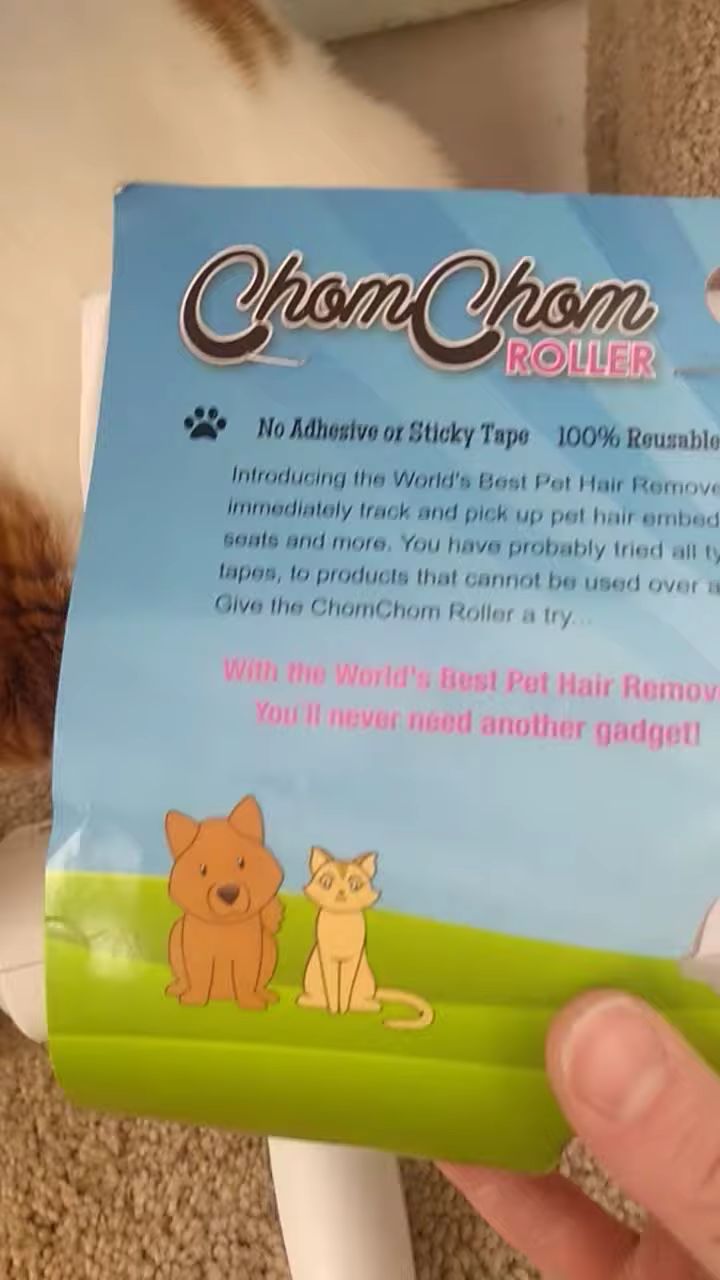 ChomChom
ROLLER
No Adhesive or Sticky Tape 100% Reusable
Introducing the World's Best Pet Hair Remove
immediately track and pick up pet hair embed
seats and more. You have probably tried all ty
tapes, to products that cannot be used over a
Give the ChomChom Roller a try...
With the World's Best Pet Hair Remov
You'll never need another gadget!